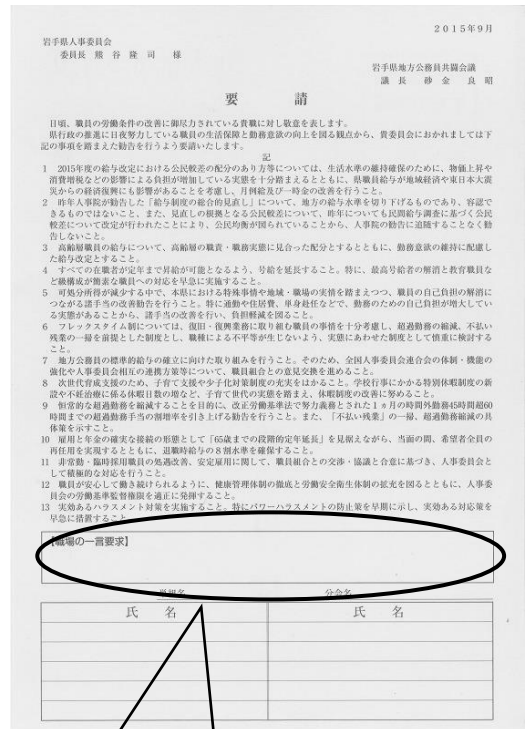 2015年9月
岩手県人事委員会
委員長 熊谷隆司 様
岩手県地方公務員共闘会議
議長 砂金良昭
要請
日頃、職員の労働条件の改善に御尽力されている貴職に対し敬意を表します。
県行政の推進に日夜努力している職員の生活保障と勤務意欲の向上を図る観点から、貴委員会におかれましては下
記の事項を踏まえた勧告を行うよう要請いたします。
記
1 2015年度の給与改定における公民較差の配分のあり方等については、生活水準の維持確保のために、物価上昇や
消費増税などの影響による負担が増加している実態を十分踏まえるとともに、県職員給与が地域経済や東日本大震
災からの経済復興にも影響があることを考慮し、月例給及び一時金の改善を行うこと。
2 昨年人事院が勧告した「給与制度の総合的見直し」について、地方の給与水準を切り下げるものであり、容認で
きるものではないこと、また、見直しの根拠となる公民較差について、昨年についても民間給与調査に基づく公民
較差について改定が行われたことにより、公民均衡が図られていることから、人事院の勧告に追随することなく勧
告しないこと。
3 高齢層職員の給与について、高齢層の職責・職務実態に見合った配分とするとともに、勤務意欲の維持に配慮し
た給与改定とすること。
4 すべての在職者が定年まで昇給が可能となるよう、号給を延長すること。特に、最高号給者の解消と教育職員な
ど級構成が簡素な職員への対応を早急に実施すること。
5 可処分所得が減少する中で、本県における特殊事情や地域・職場の実情を踏まえつつ、職員の自己負担の解消に
つながる諸手当の改善勧告を行うこと。特に通勤や住居費、単身赴任などで、勤務のための自己負担が増大してい
る実態があることから、諸手当の改善を行い、負担軽減を図ること。
6 フレックスタイム制については、復旧・復興業務に取り組む職員の事情を十分考慮し、超過勤務の縮減、不払い
残業の一掃を前提とした制度とし、職種による不平等が生じないよう、実態にあわせた制度として慎重に検討する
こと。
7 地方公務員の標準的給与の確立に向けた取り組みを行うこと。そのため、全国人事委員会連合会の体制・機能の
強化や人事委員会相互の連携方策等について、職員組合との意見交換を進めること。
8 次世代育成支援のため、子育て支援や少子化対策制度の充実をはかること。学校行事にかかる特別休暇制度の新
設や不妊治療に係る休暇日数の増など、子育て世代の実態を踏まえ、休暇制度の改善に努めること。
9 恒常的な超過勤務を縮減することを目的に、改正労働基準法で努力義務とされた1ヵ月の時間外勤務45時間超60
時間までの超過勤務手当の割増率を引き上げる勧告を行うこと。また、「不払い残業」の一掃、超過勤務縮減の具
体策を示すこと。
10 雇用と年金の確実な接続の形態として「65歳までの段階的定年延長」を見据えながら、当面の間、希望者全員の
再任用を実現するとともに、退職時給与の8割水準を確保すること。
11 非常勤・臨時採用職員の処遇改善、安定雇用に関して、職員組合との交渉・協議と合意に基づき、人事委員会と
して積極的な対応を行うこと。
12 職員が安心して働き続けられるように、健康管理体制の徹底と労働安全衛生体制の拡充を図るとともに、人事委
員会の労働基準監督権限を適正に発揮すること。
13 実効あるハラスメント対策を実施すること。特にパワーハラスメントの防止策を早期に示し、実効ある対応策を
早急に措置すること。
【職場の一言要求】
単組名 分会名
氏名 氏名